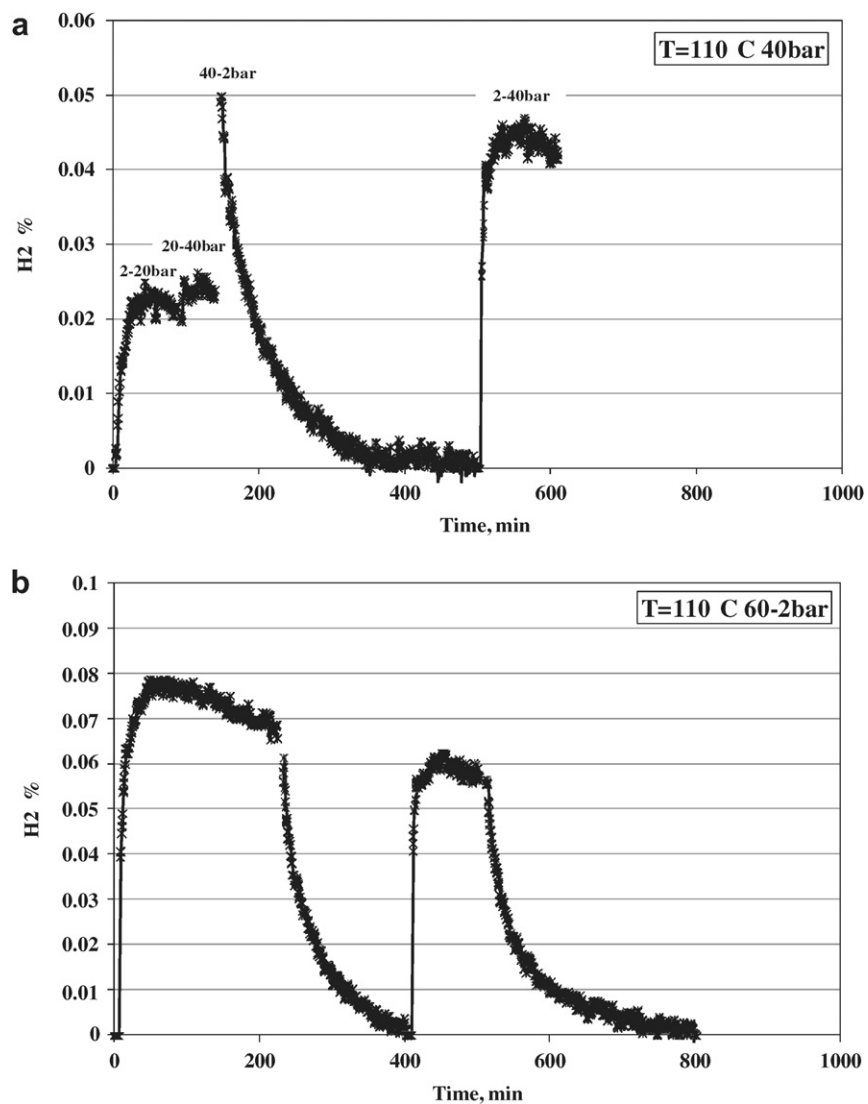 a
T=110 C 40bar
0.06
0.05
0.04
0.03
0.02
0.01
0
H2 %
40-2bar
2-40bar
20-40bar
2-20bar
0 200 400 600 800 1000
Time, min
b
T=110 C 60-2bar
0.1
0.09
0.08
0.07
0.06
0.05
0.04
0.03
0.02
0.01
0
H2 %
0 200 400 600 800 1000
Time, min